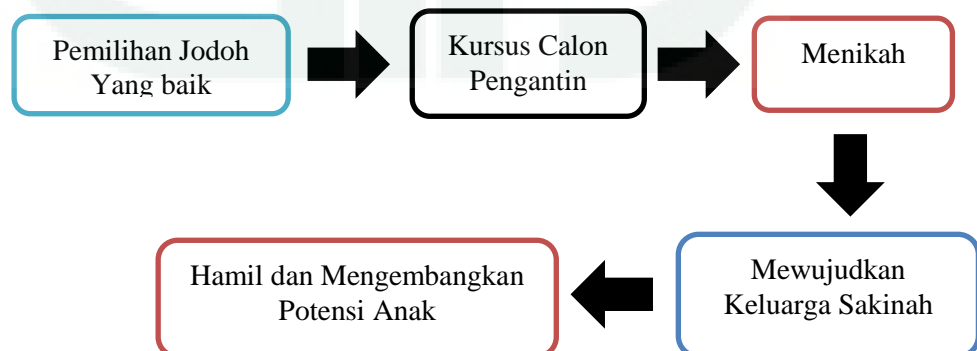 Pemilihan Jodoh
Yang baik
Kursus Calon
Pengantin
Menikah
Mewujudkan
Keluarga Sakinah
Hamil dan Mengembangkan
Potensi Anak